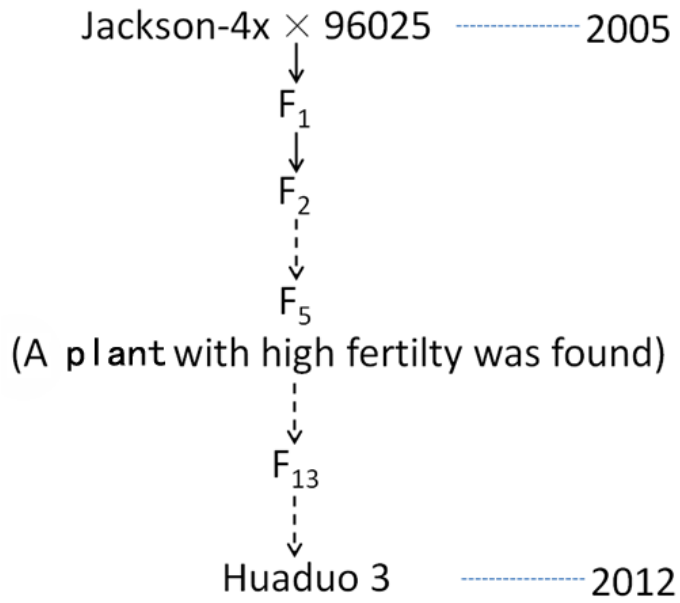 Jackson-4x × 96025 2005
F₁
F₂
F₅
(A plant with high fertilty was found)
F₁₃
Huaduo 3 2012